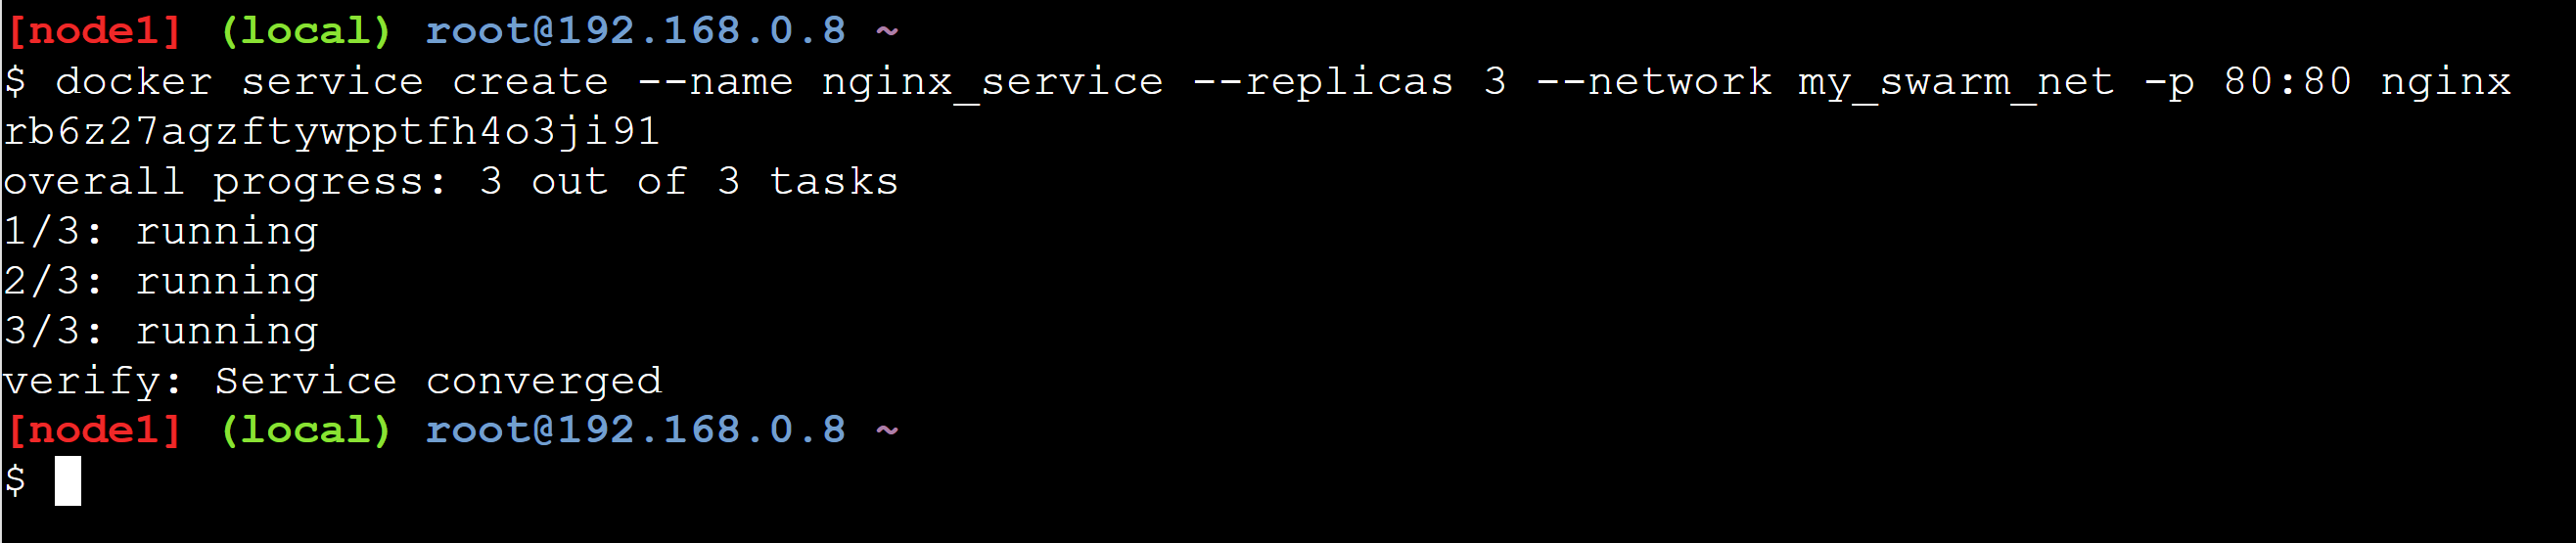 [node1] (local) root@192.168.0.8 ~
$ docker service create --name nginx_service --replicas 3 --network my_swarm_net -p 80:80 nginx
rb6z27agzftywpptfh4o3ji91
overall progress: 3 out of 3 tasks
1/3: running
2/3: running
3/3: running
verify: Service converged
[node1] (local) root@192.168.0.8 ~
$